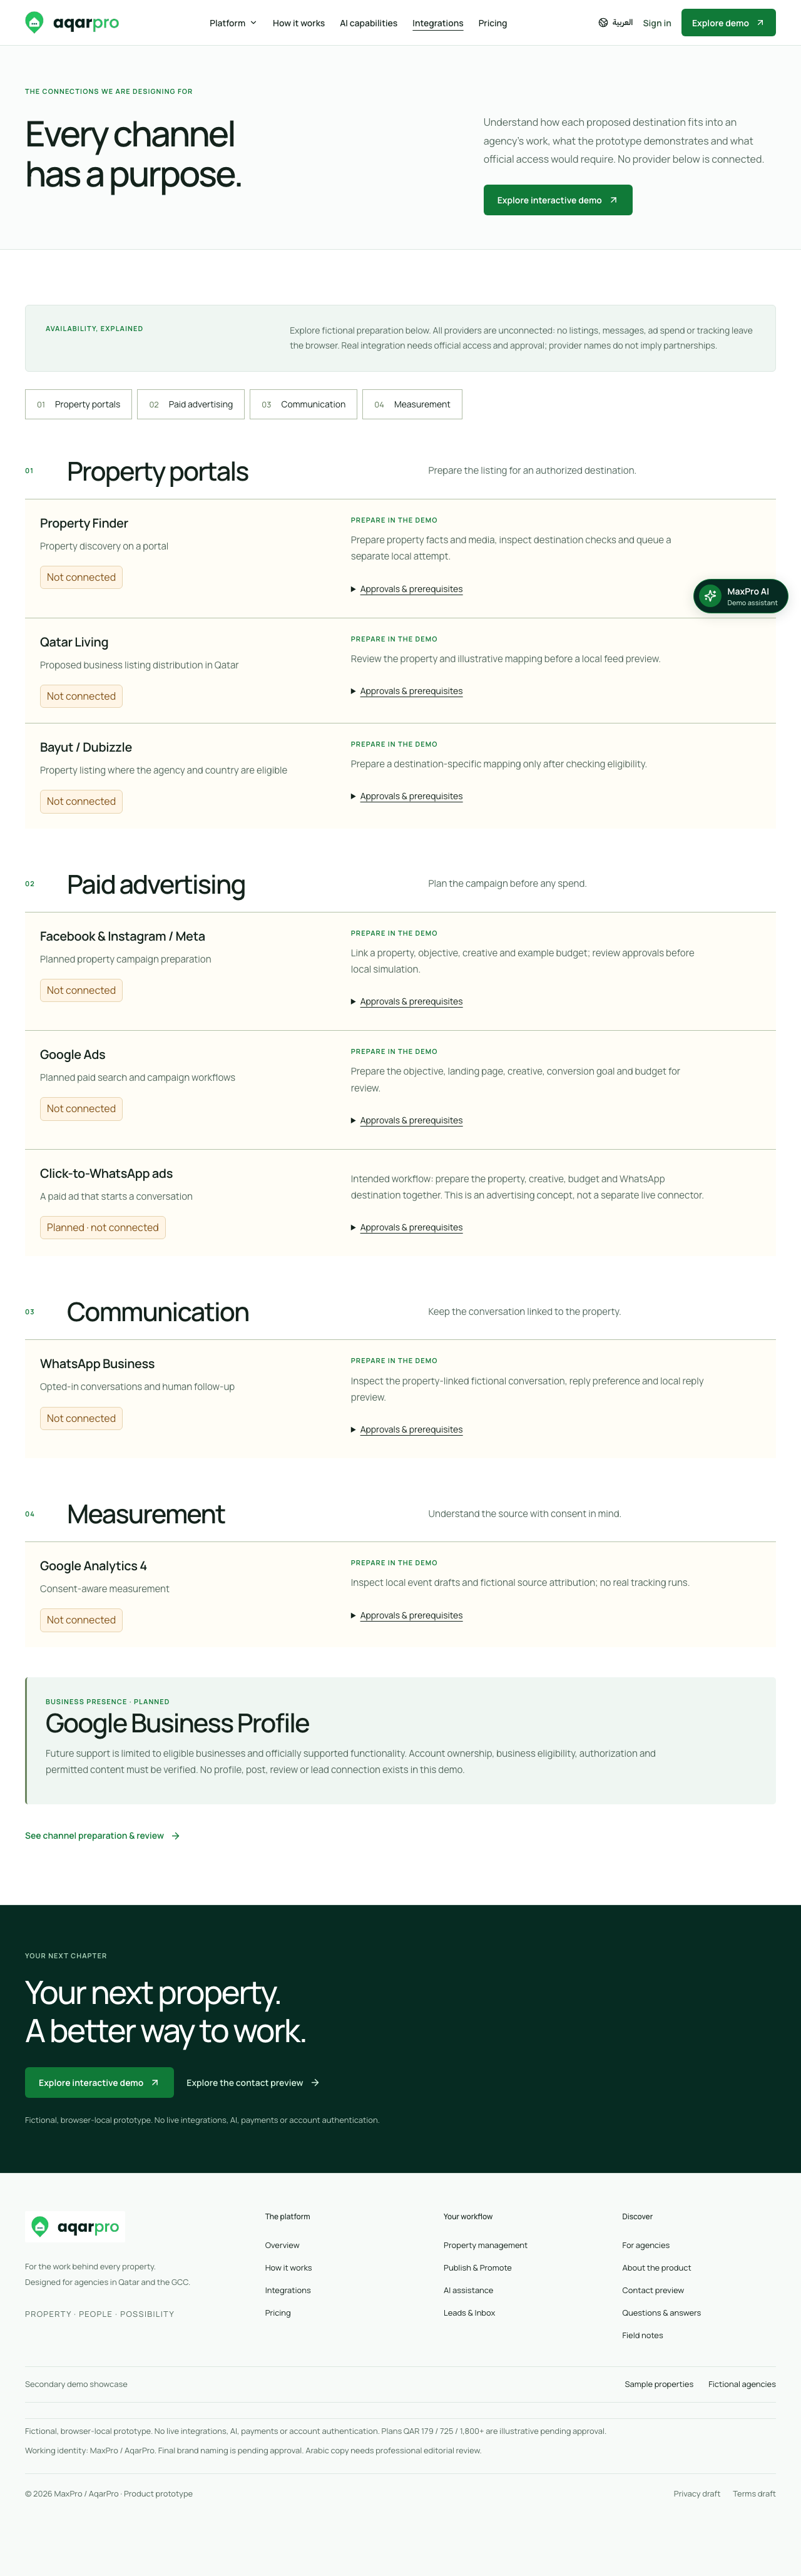 aqarpro
Platform
How it works
AI capabilities
Integrations
Pricing
العربية
Sign in
Explore demo
THE CONNECTIONS WE ARE DESIGNING FOR
Every channel
has a purpose.
Understand how each proposed destination fits into an
agency's work, what the prototype demonstrates and what
official access would require. No provider below is connected.
Explore interactive demo
AVAILABILITY, EXPLAINED
Explore fictional preparation below. All providers are unconnected: no listings, messages, ad spend or tracking leave
the browser. Real integration needs official access and approval; provider names do not imply partnerships.
01 Property portals
02 Paid advertising
03 Communication
04 Measurement
01
Property portals
Prepare the listing for an authorized destination.
Property Finder
Property discovery on a portal
Not connected
PREPARE IN THE DEMO
Prepare property facts and media, inspect destination checks and queue a
separate local attempt.
Approvals & prerequisites
MaxPro AI
Demo assistant
Qatar Living
Proposed business listing distribution in Qatar
Not connected
PREPARE IN THE DEMO
Review the property and illustrative mapping before a local feed preview.
Approvals & prerequisites
Bayut / Dubizzle
Property listing where the agency and country are eligible
Not connected
PREPARE IN THE DEMO
Prepare a destination-specific mapping only after checking eligibility.
Approvals & prerequisites
02
Paid advertising
Plan the campaign before any spend.
Facebook & Instagram / Meta
Planned property campaign preparation
Not connected
PREPARE IN THE DEMO
Link a property, objective, creative and example budget; review approvals before
local simulation.
Approvals & prerequisites
Google Ads
Planned paid search and campaign workflows
Not connected
PREPARE IN THE DEMO
Prepare the objective, landing page, creative, conversion goal and budget for
review.
Approvals & prerequisites
Click-to-WhatsApp ads
A paid ad that starts a conversation
Planned · not connected
Intended workflow: prepare the property, creative, budget and WhatsApp
destination together. This is an advertising concept, not a separate live connector.
Approvals & prerequisites
03
Communication
Keep the conversation linked to the property.
WhatsApp Business
Opted-in conversations and human follow-up
Not connected
PREPARE IN THE DEMO
Inspect the property-linked fictional conversation, reply preference and local reply
preview.
Approvals & prerequisites
04
Measurement
Understand the source with consent in mind.
Google Analytics 4
Consent-aware measurement
Not connected
PREPARE IN THE DEMO
Inspect local event drafts and fictional source attribution; no real tracking runs.
Approvals & prerequisites
BUSINESS PRESENCE · PLANNED
Google Business Profile
Future support is limited to eligible businesses and officially supported functionality. Account ownership, business eligibility, authorization and
permitted content must be verified. No profile, post, review or lead connection exists in this demo.
See channel preparation & review
YOUR NEXT CHAPTER
Your next property.
A better way to work.
Explore interactive demo
Explore the contact preview
Fictional, browser-local prototype. No live integrations, AI, payments or account authentication.
aqarpro
For the work behind every property.
Designed for agencies in Qatar and the GCC.
PROPERTY · PEOPLE · POSSIBILITY
The platform
Overview
How it works
Integrations
Pricing
Your workflow
Property management
Publish & Promote
AI assistance
Leads & Inbox
Discover
For agencies
About the product
Contact preview
Questions & answers
Field notes
Secondary demo showcase
Sample properties
Fictional agencies
Fictional, browser-local prototype. No live integrations, AI, payments or account authentication. Plans QAR 179 / 725 / 1,800+ are illustrative pending approval.
Working identity: MaxPro / AqarPro. Final brand naming is pending approval. Arabic copy needs professional editorial review.
© 2026 MaxPro / AqarPro · Product prototype
Privacy draft
Terms draft